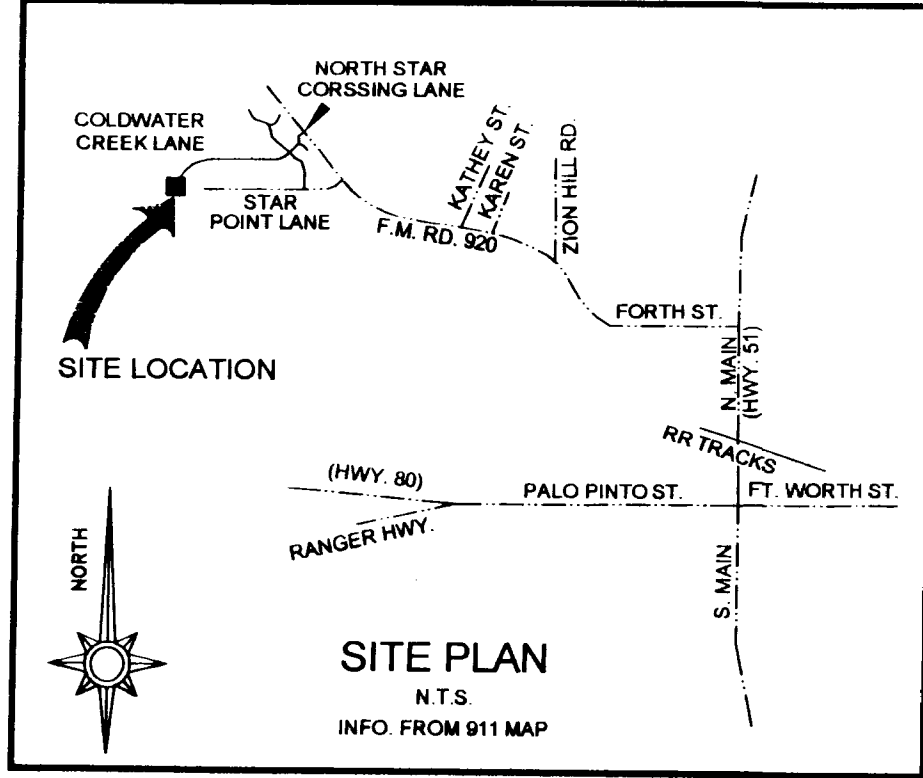 NORTH STAR
CORSSING LANE
COLDWATER
CREEK LANE
STAR
POINT LANE
KATHEY ST.
KAREN ST.
ZION HILL RD.
F.M. RD. 920
FORTH ST.
SITE LOCATION
N. MAIN
(HWY. 51)
RR TRACKS
(HWY. 80)
PALO PINTO ST.
FT. WORTH ST.
RANGER HWY.
NORTH
S. MAIN
SITE PLAN
N.T.S.
INFO. FROM 911 MAP